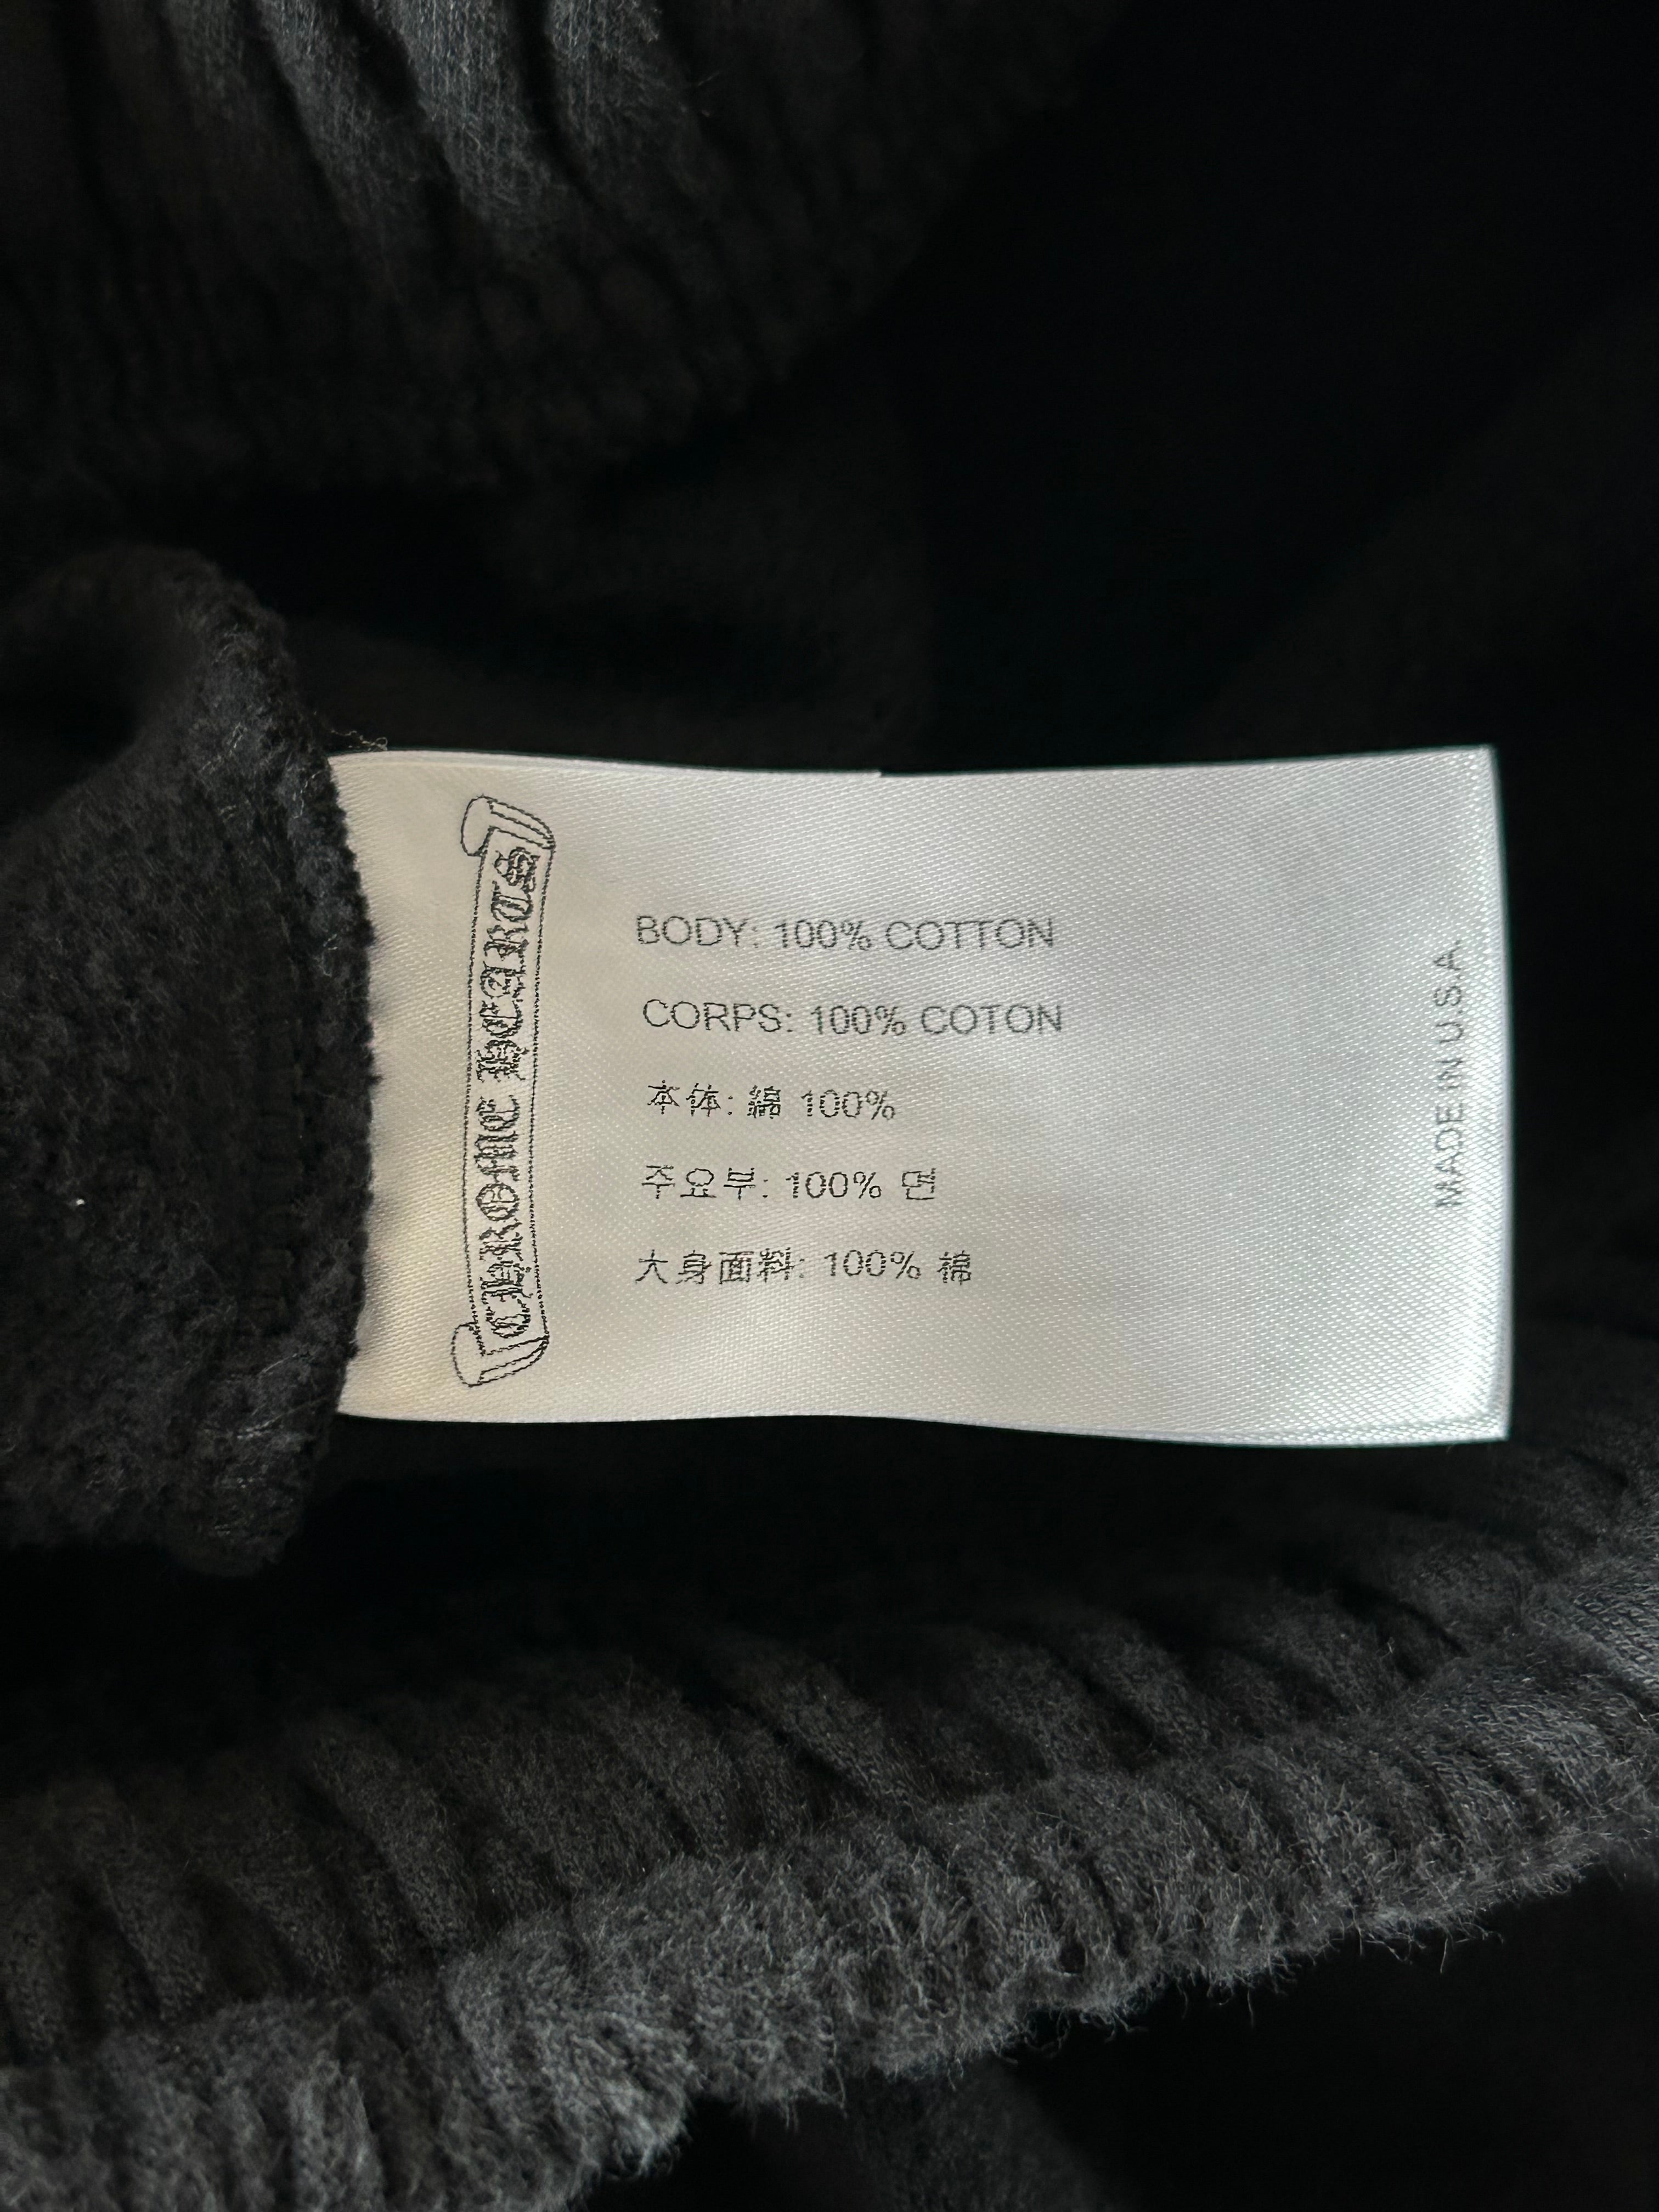 CHROME HEARTS
BODY: 100% COTTON
CORPS: 100% COTON
本体: 綿 100%
주요부: 100% 면
大身面料: 100% 棉
MADE IN U.S.A